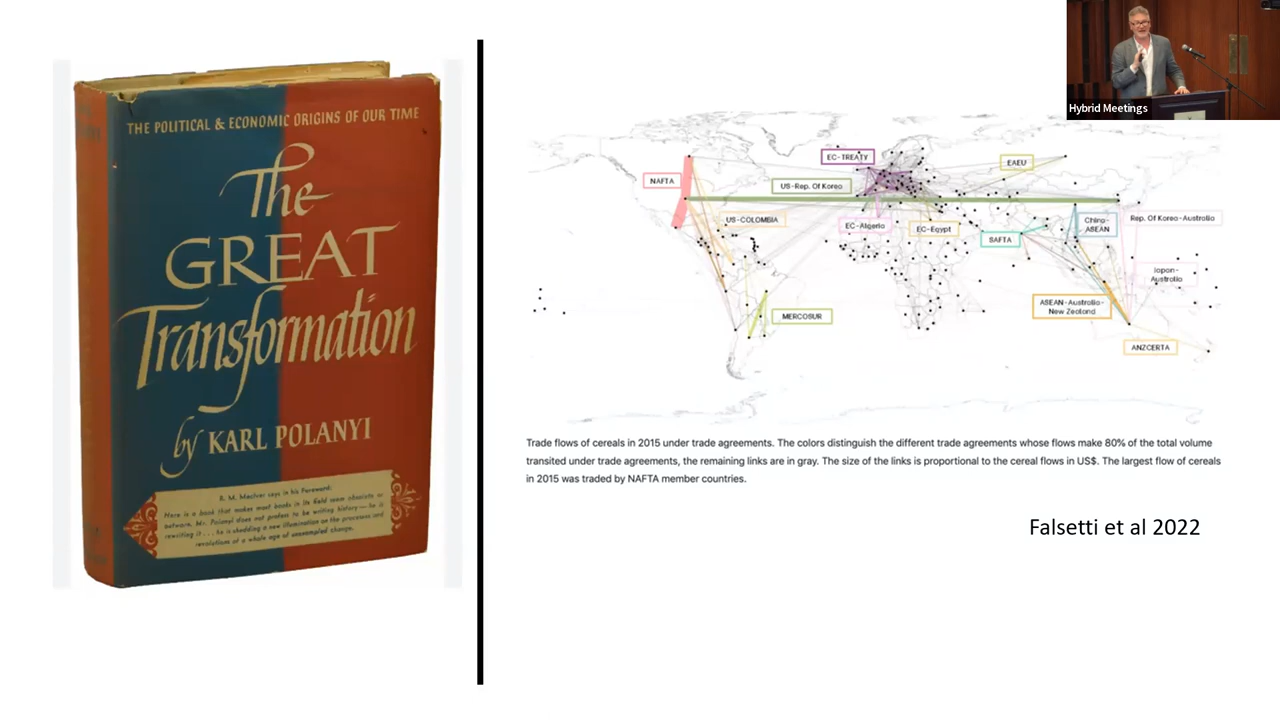 THE POLITICAL & ECONOMIC ORIGINS OF OUR TIME
The
GREAT
Transformation
by KARL POLANYI
R. M. MacIver says in his Foreword:
Here is a book that makes most books in its field seem obsolete or
outworn. Mr. Polanyi does not profess to be writing history—he is
rewriting it . . . he is shedding a new illumination on the processes and
revolutions of a whole age of unexampled change.
Hybrid Meetings
EC-TREATY
EAEU
NAFTA
US-Rep. Of Korea
US-COLOMBIA
EC-Algeria
EC-Egypt
SAFTA
China-
ASEAN
Rep. Of Korea-Australia
Japan-
Australia
ASEAN-Australia-
New Zealand
MERCOSUR
ANZCERTA
Trade flows of cereals in 2015 under trade agreements. The colors distinguish the different trade agreements whose flows make 80% of the total volume
transited under trade agreements, the remaining links are in gray. The size of the links is proportional to the cereal flows in US$. The largest flow of cereals
in 2015 was traded by NAFTA member countries.
Falsetti et al 2022